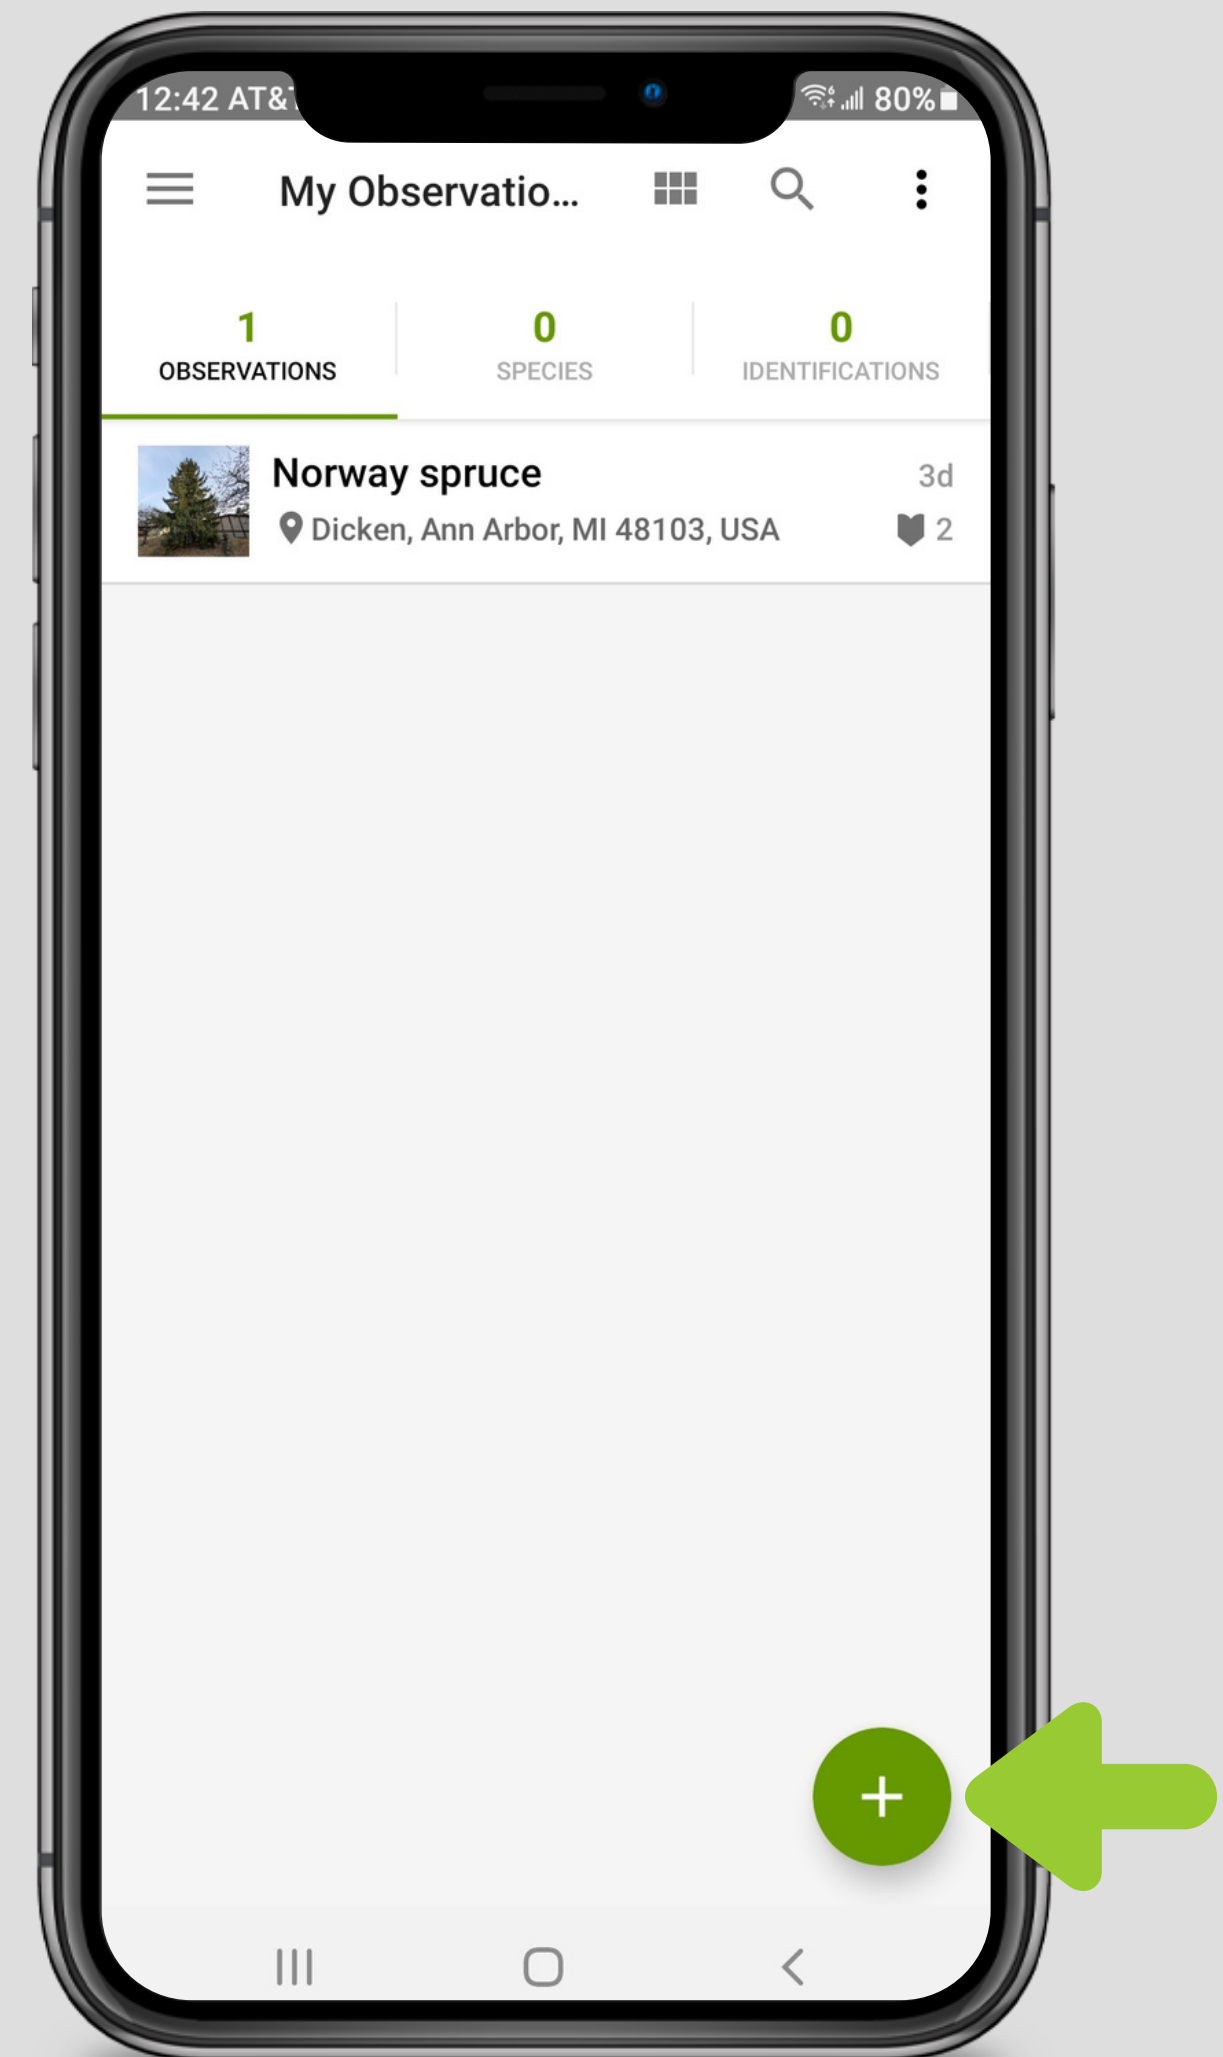 12:42 AT&T 80%
My Observatio...
1 0 0
OBSERVATIONS SPECIES IDENTIFICATIONS
Norway spruce 3d
Dicken, Ann Arbor, MI 48103, USA 2